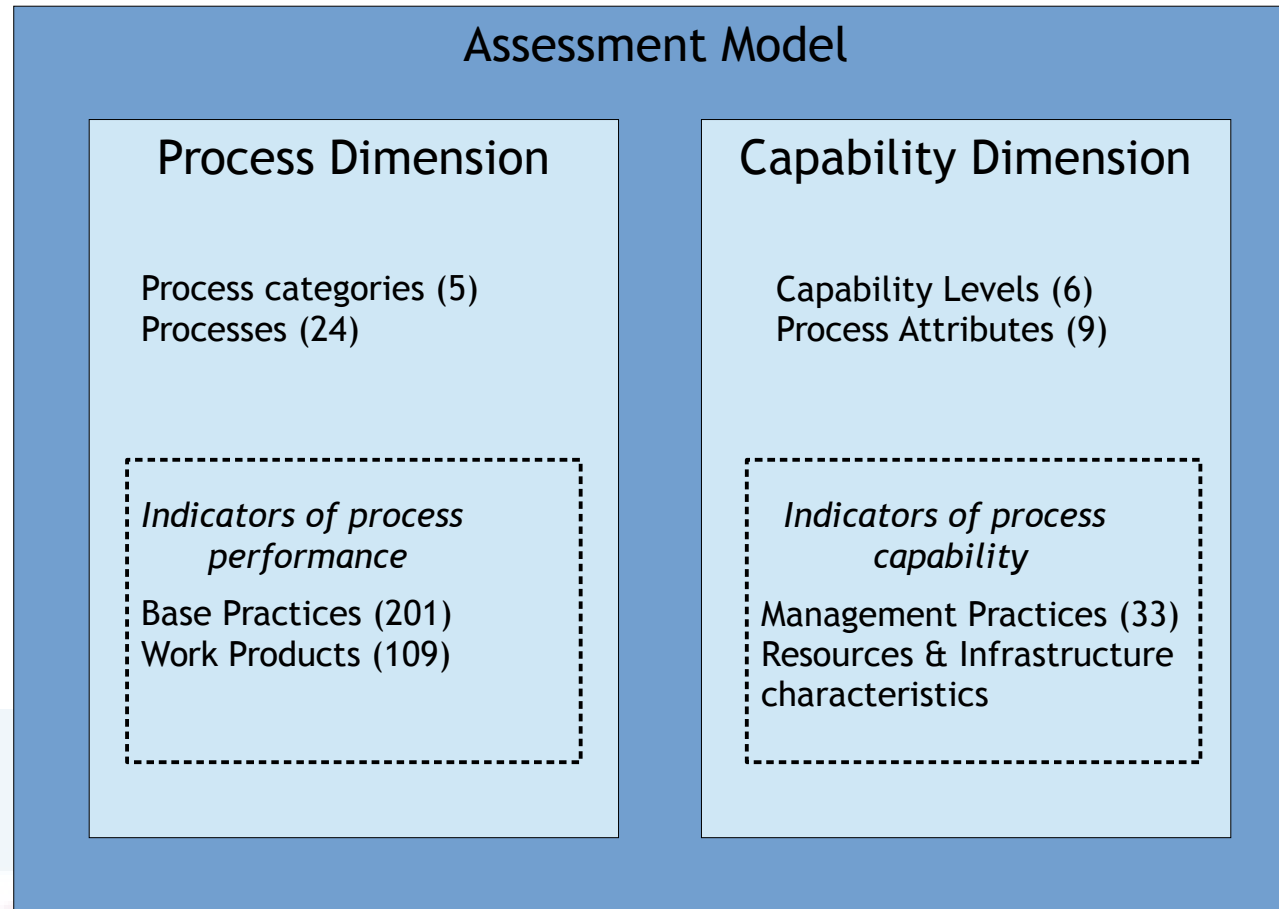 Assessment Model
Process Dimension
Process categories (5)
Processes (24)
Indicators of process
performance
Base Practices (201)
Work Products (109)
Capability Dimension
Capability Levels (6)
Process Attributes (9)
Indicators of process
capability
Management Practices (33)
Resources & Infrastructure
characteristics